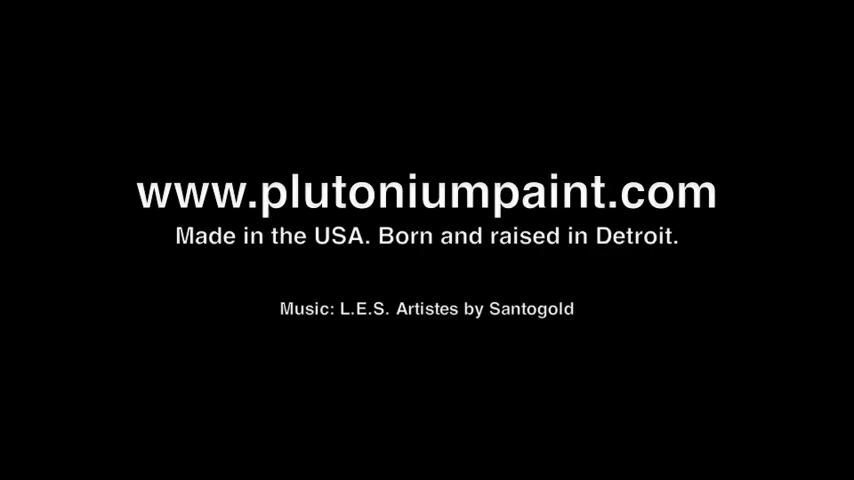 www.plutoniumpaint.com
Made in the USA. Born and raised in Detroit.
Music: L.E.S. Artistes by Santogold